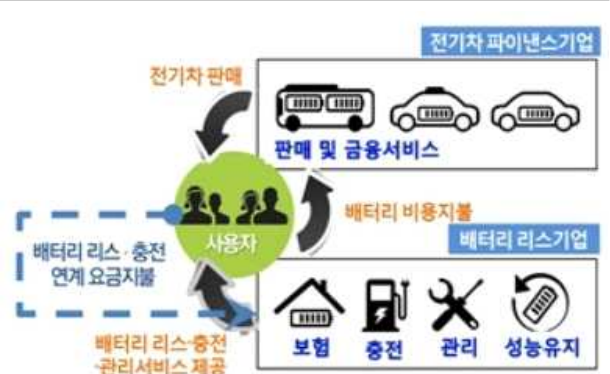 전기차 파이낸스기업
전기차 판매
판매 및 금융서비스
사용자
배터리 비용지불
배터리 리스기업
배터리 리스·충전
연계 요금지불
보험
충전
관리
성능유지
배터리 리스·충전
·관리서비스 제공